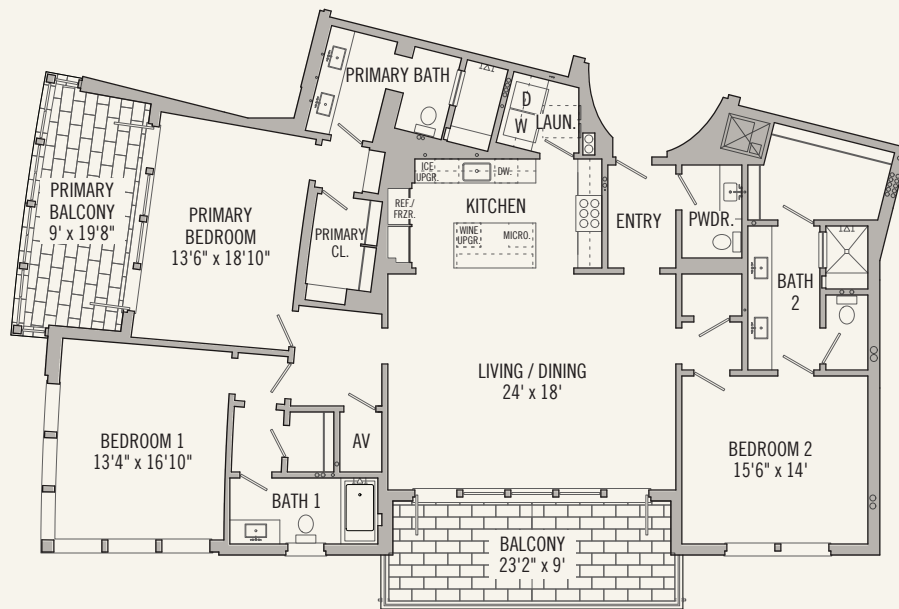 PRIMARY BATH
D
W
LAUN.
PRIMARY
BALCONY
9' x 19'8"
PRIMARY
BEDROOM
13'6" x 18'10"
PRIMARY
CL.
ICE
UPGR.
DW.
REF./
FRZR.
KITCHEN
WINE
UPGR.
MICRO.
ENTRY
PWDR.
BATH
2
LIVING / DINING
24' x 18'
BEDROOM 1
13'4" x 16'10"
AV
BATH 1
BEDROOM 2
15'6" x 14'
BALCONY
23'2" x 9'